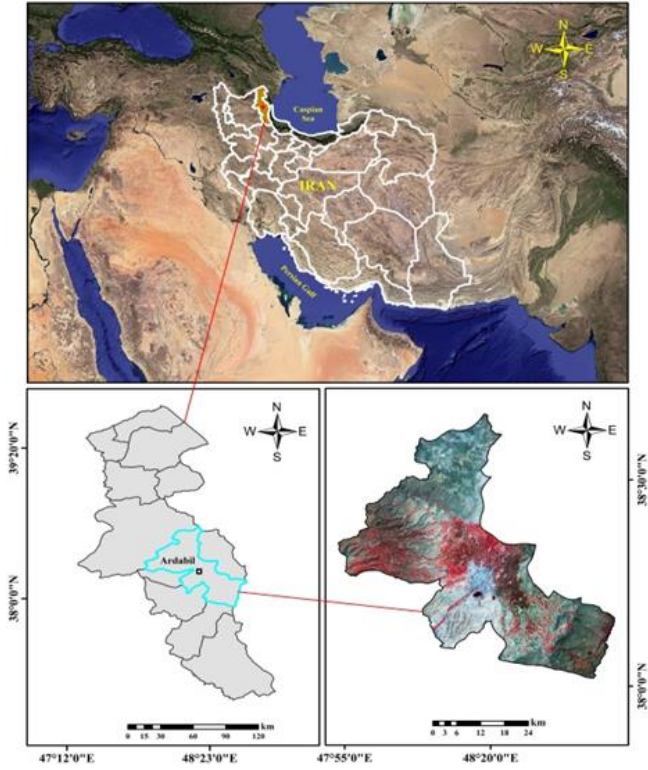 N
W E
S
Caspian
Sea
IRAN
Persian Gulf
N
W E
S
39°20'0"N
38°0'0"N
Ardabil
km
0 15 30 60 90 120
47°12'0"E 48°23'0"E
N
W E
S
38°30'0"N
38°0'0"N
km
0 3 6 12 18 24
47°55'0"E 48°20'0"E